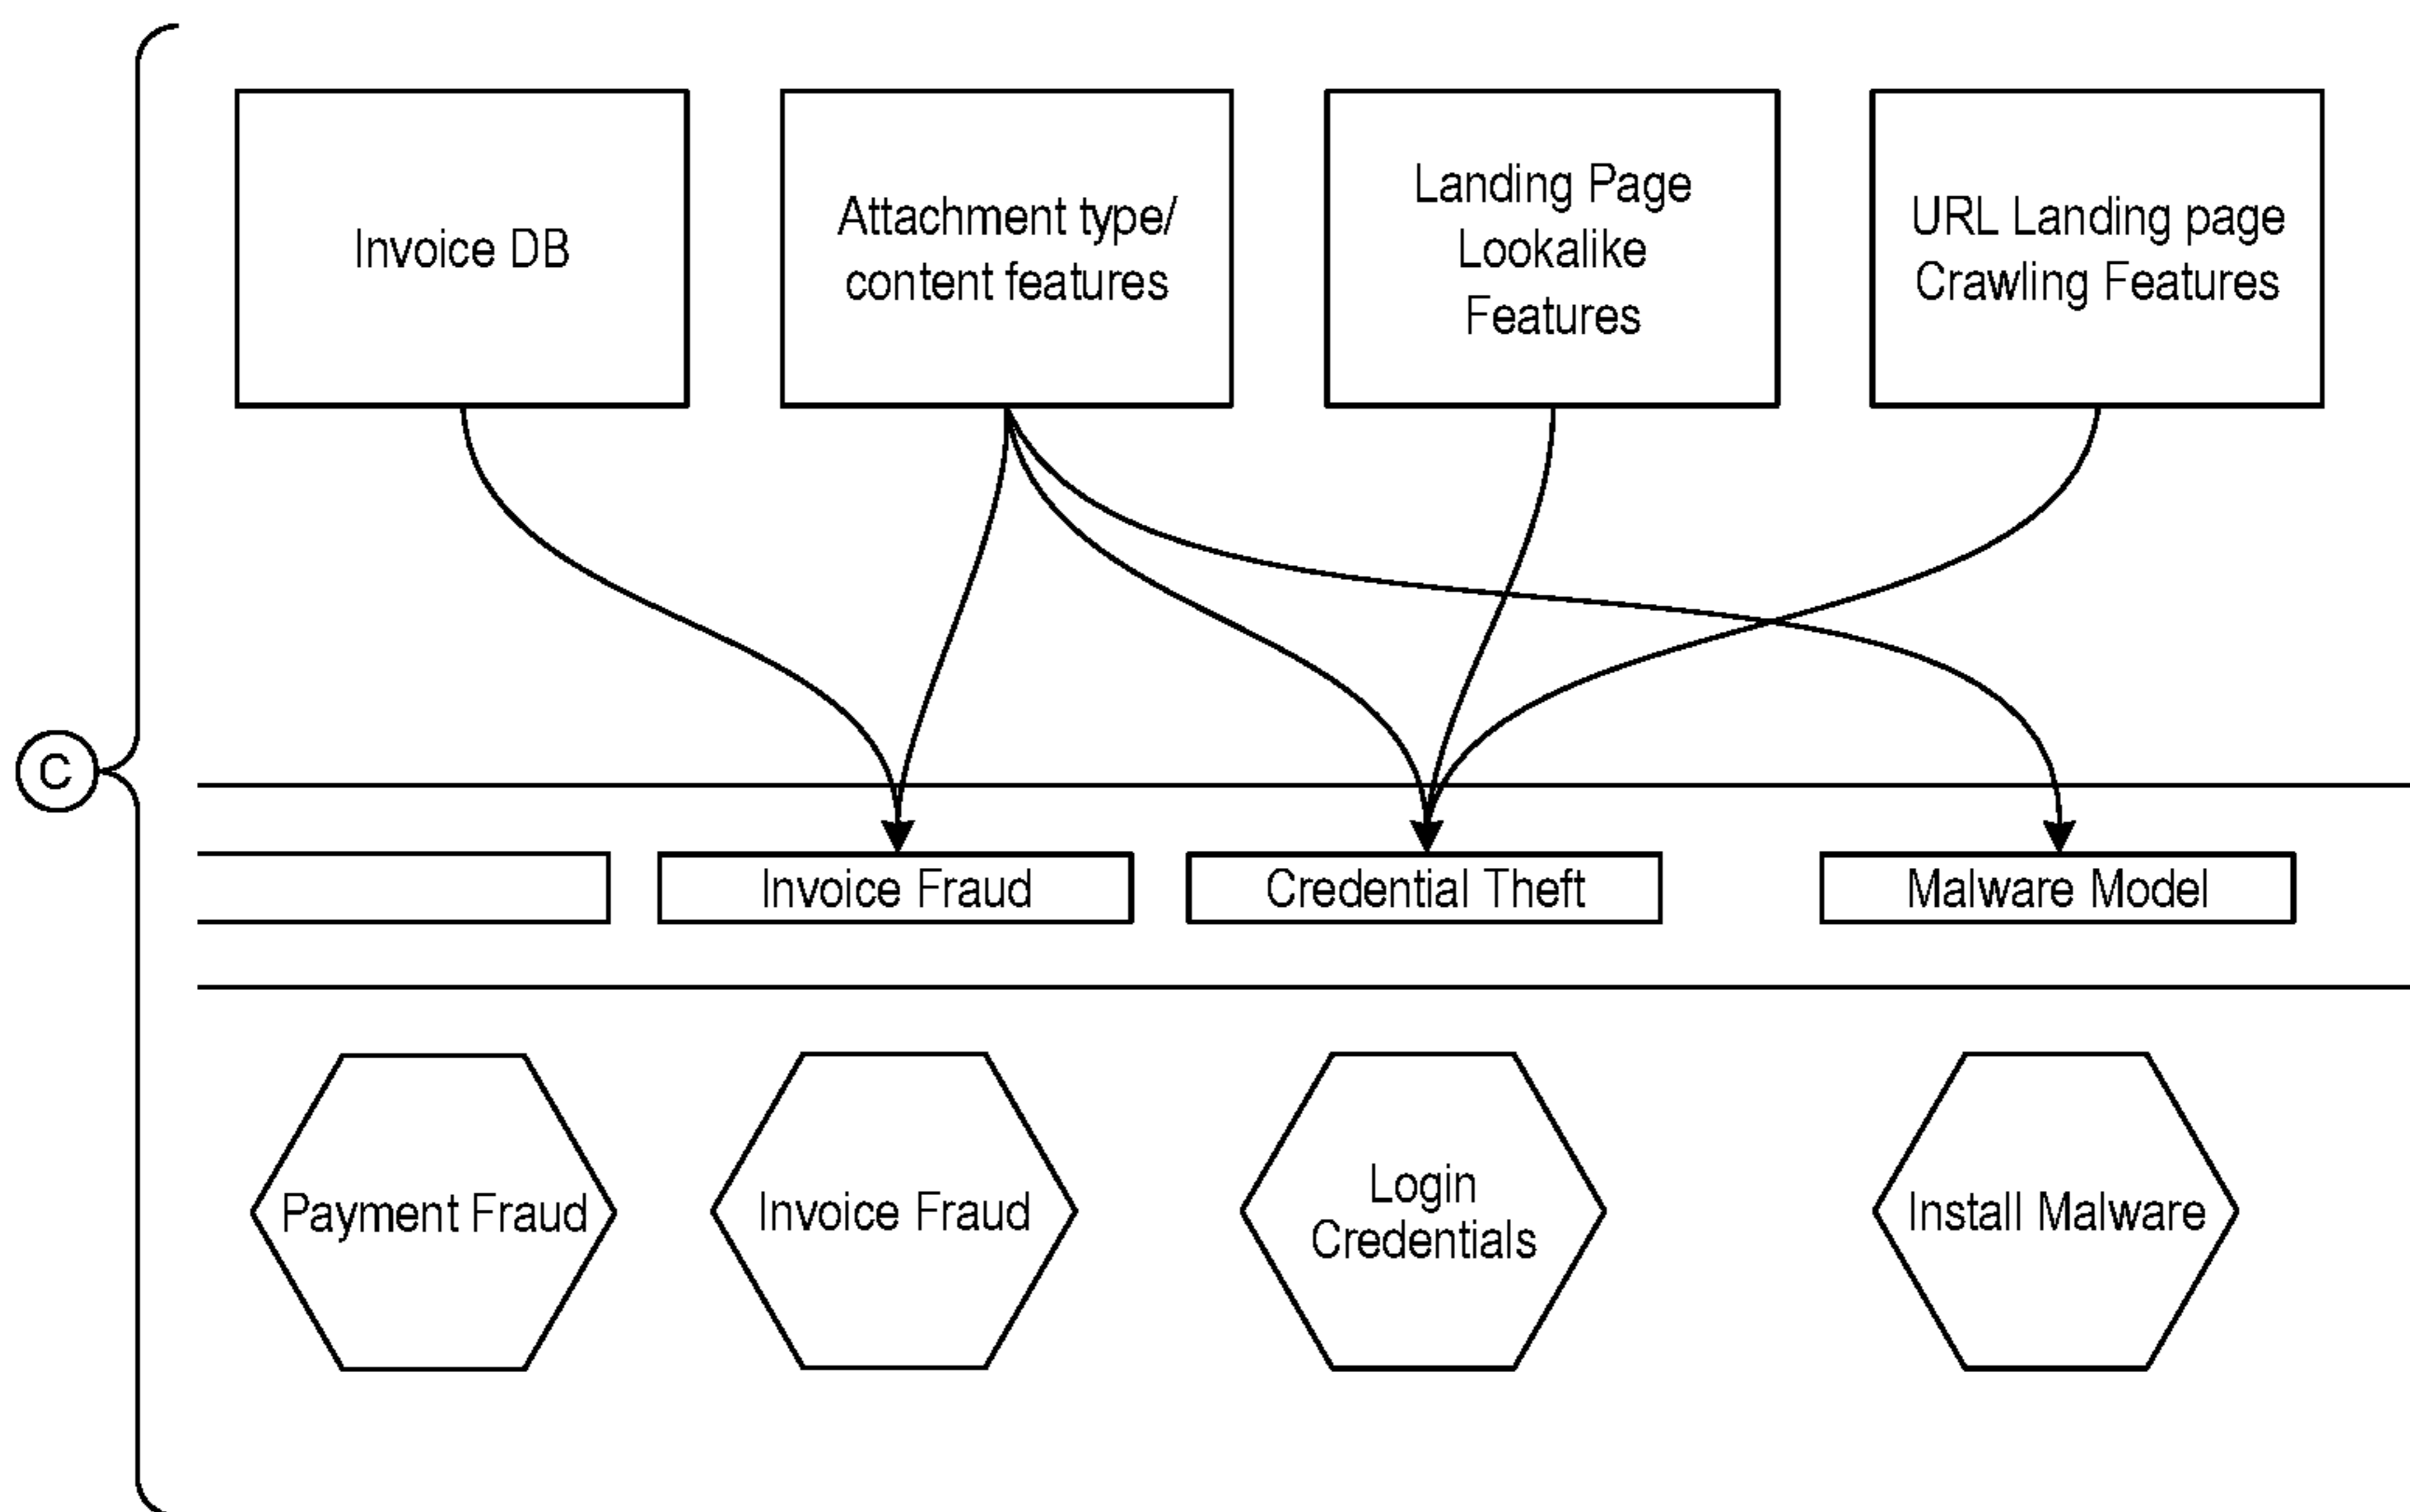 Invoice DB
Attachment type/
content features
Landing Page
Lookalike
Features
URL Landing page
Crawling Features
C
Invoice Fraud
Credential Theft
Malware Model
Payment Fraud
Invoice Fraud
Login
Credentials
Install Malware